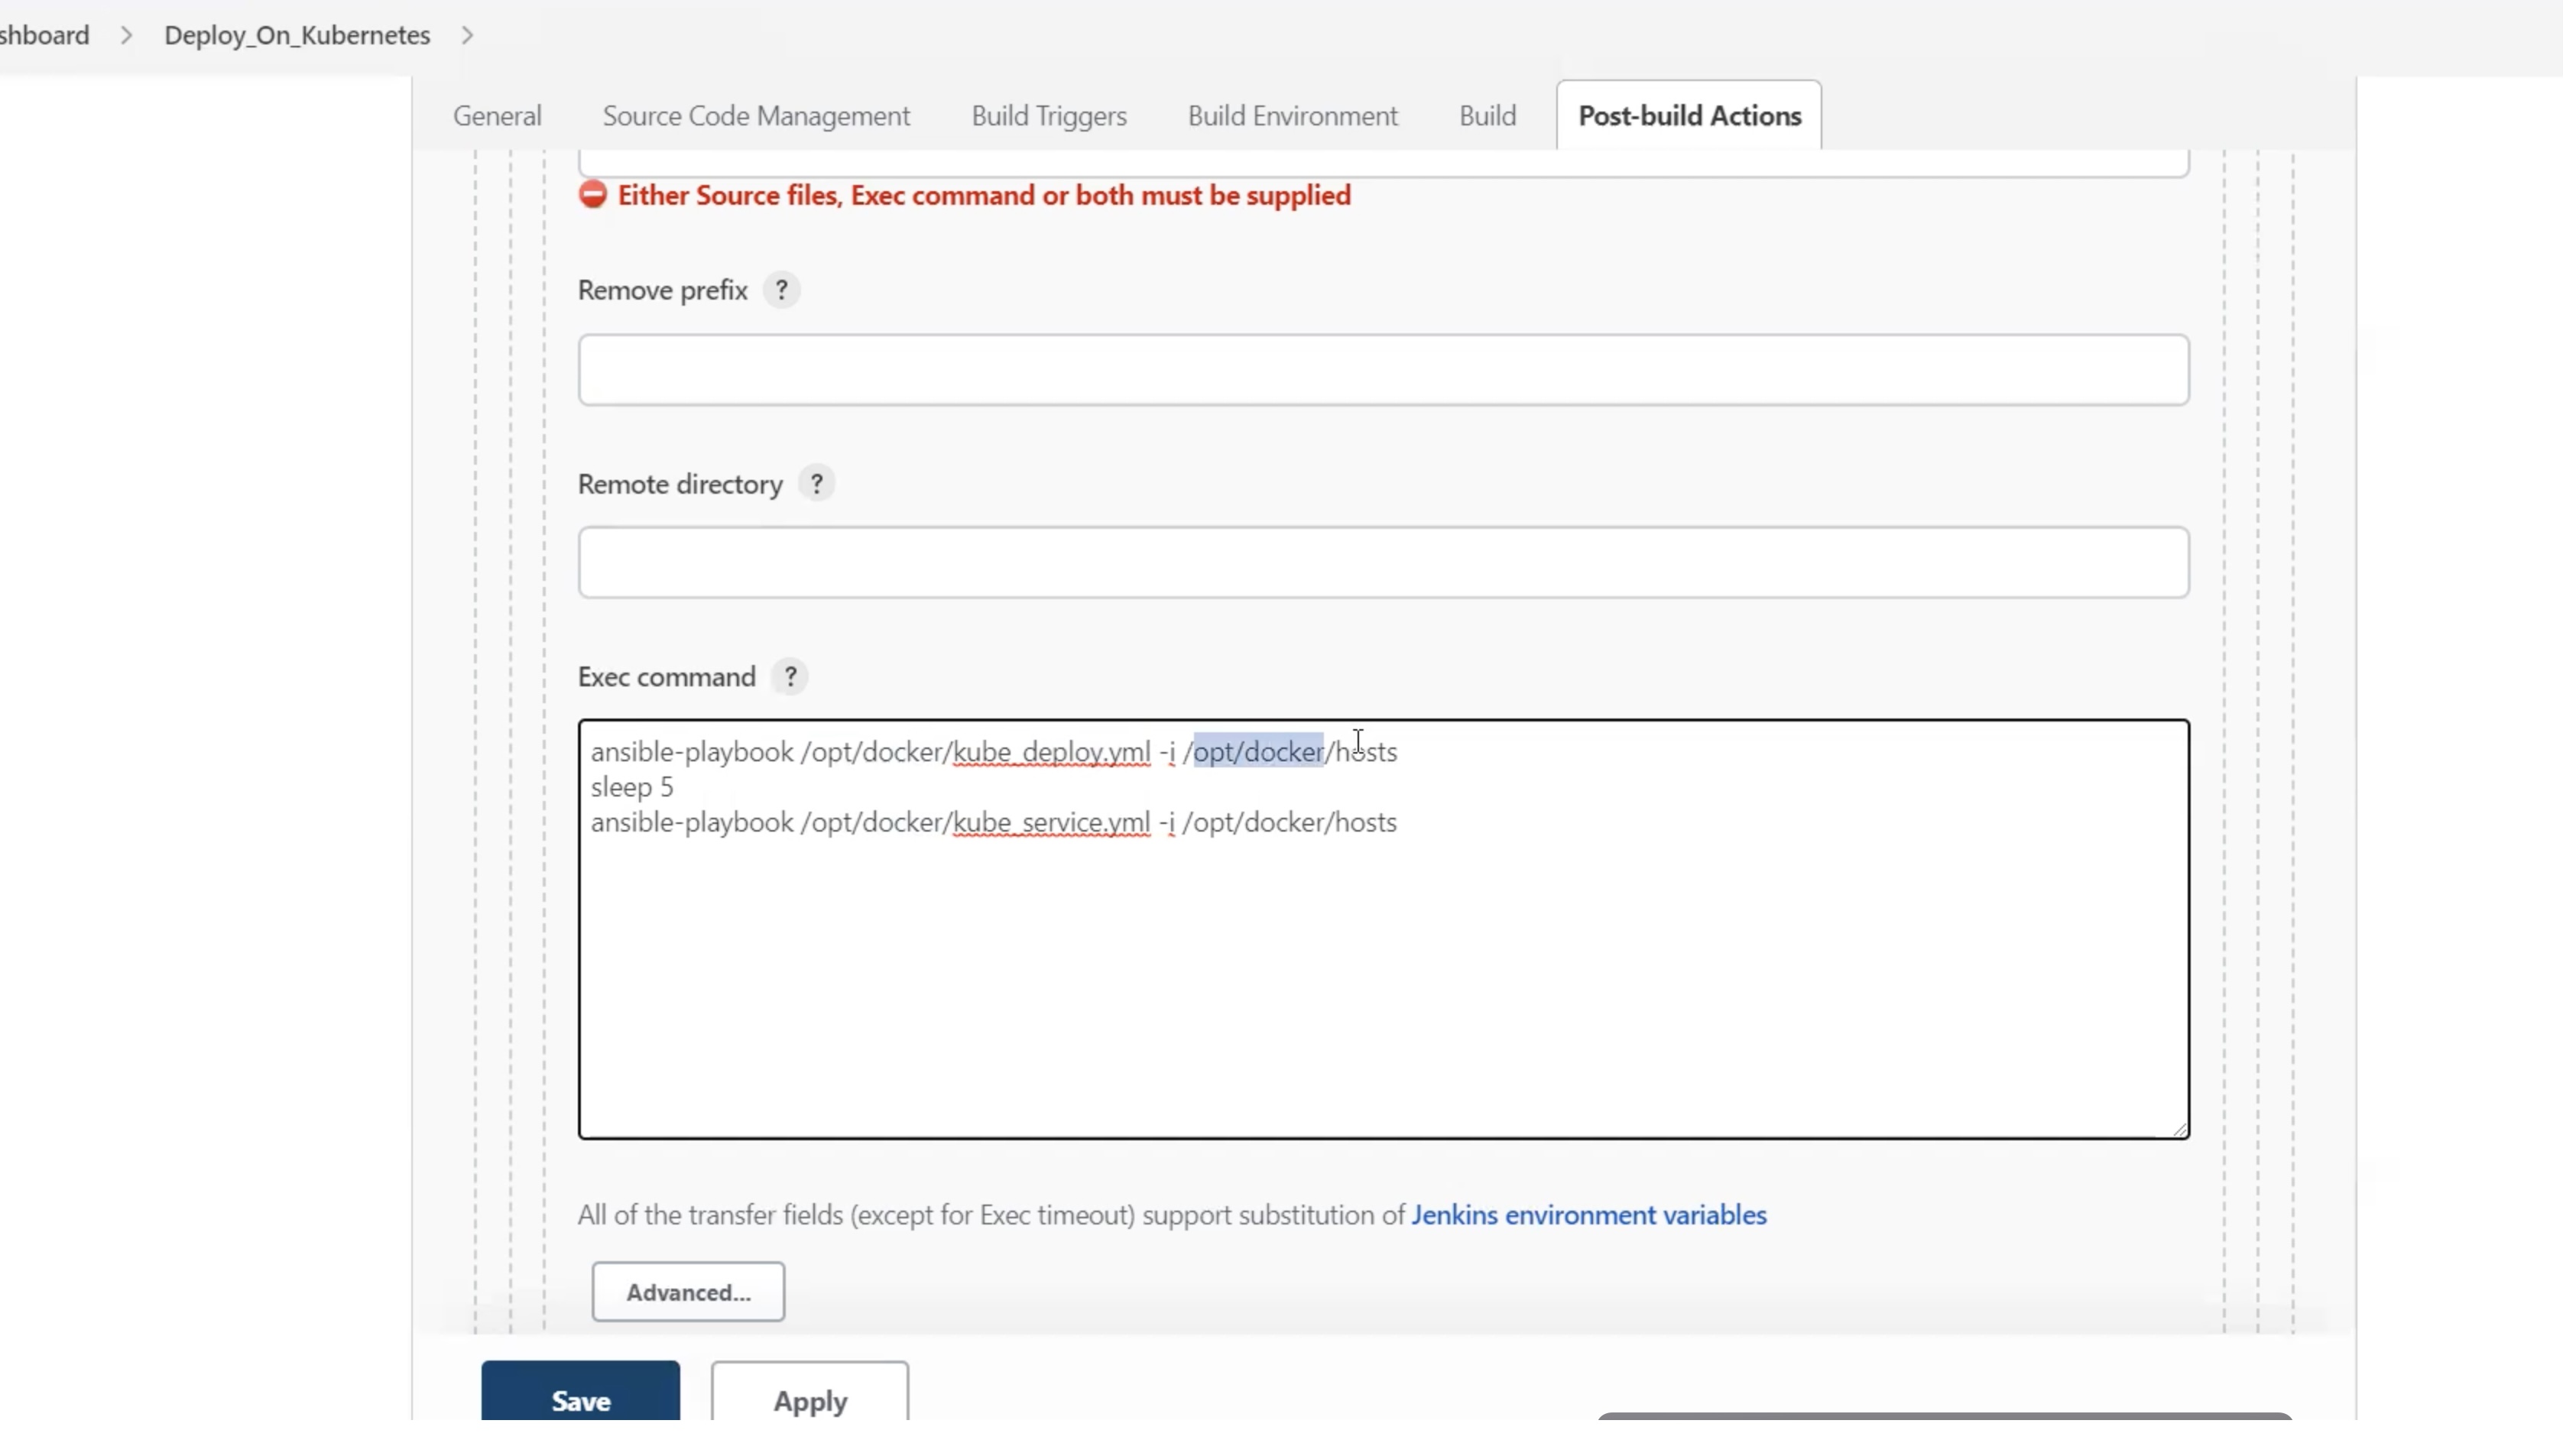 shboard > Deploy_On_Kubernetes >
General Source Code Management Build Triggers Build Environment Build Post-build Actions
Either Source files, Exec command or both must be supplied
Remove prefix ?
Remote directory ?
Exec command ?
ansible-playbook /opt/docker/kube_deploy.yml -i /opt/docker/hosts
sleep 5
ansible-playbook /opt/docker/kube_service.yml -i /opt/docker/hosts
All of the transfer fields (except for Exec timeout) support substitution of Jenkins environment variables
Advanced...
Save Apply